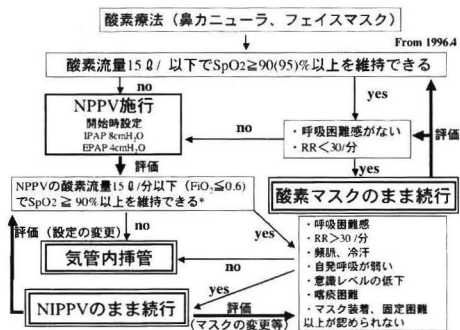 酸素療法(鼻カニューラ、フェイスマスク)
From 1996.4
酸素流量15ℓ/以下でSpO2≧90(95)%以上を維持できる
no
yes
NPPV施行
開始時設定
IPAP 8cmH2O
EPAP 4cmH2O
no
・呼吸困難感がない
・RR<30/分
評価
評価
yes
NPPVの酸素流量15ℓ/分以下(FiO2≦0.6)
でSpO2≧90%以上を維持できる*
酸素マスクのまま続行
評価(設定の変更)
no
yes
気管内挿管
no
・呼吸困難感
・RR>30/分
・頻脈、冷汗
・自発呼吸が弱い
・意識レベルの低下
・喀痰困難
・マスク装着、固定困難
以上が認められない
yes
NIPPVのまま続行
評価
(マスクの変更等)